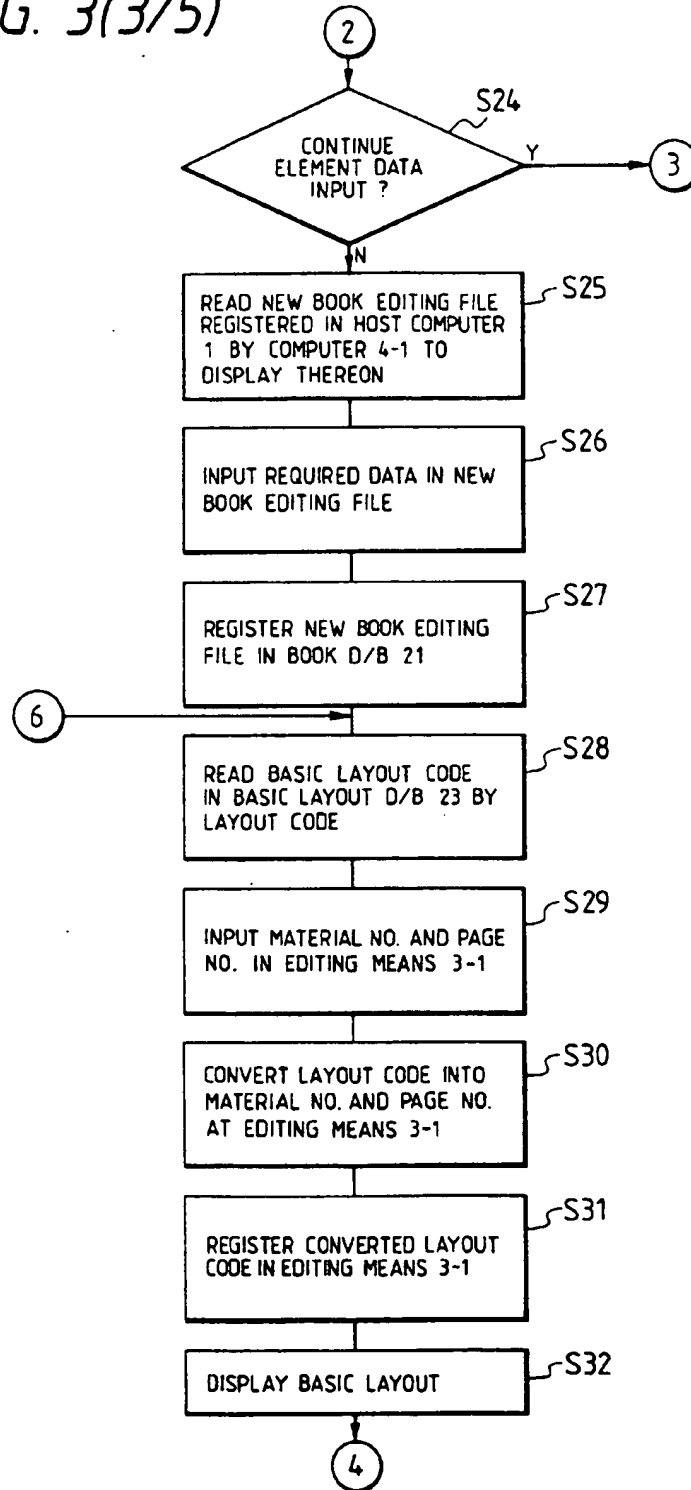 G. 3(3/5)
2
S24
CONTINUE
ELEMENT DATA
INPUT ?
Y
3
N
S25
READ NEW BOOK EDITING FILE
REGISTERED IN HOST COMPUTER
1 BY COMPUTER 4-1 TO
DISPLAY THEREON
S26
INPUT REQUIRED DATA IN NEW
BOOK EDITING FILE
S27
REGISTER NEW BOOK EDITING
FILE IN BOOK D/B 21
6
S28
READ BASIC LAYOUT CODE
IN BASIC LAYOUT D/B 23 BY
LAYOUT CODE
S29
INPUT MATERIAL NO. AND PAGE
NO. IN EDITING MEANS 3-1
S30
CONVERT LAYOUT CODE INTO
MATERIAL NO. AND PAGE NO.
AT EDITING MEANS 3-1
S31
REGISTER CONVERTED LAYOUT
CODE IN EDITING MEANS 3-1
S32
DISPLAY BASIC LAYOUT
4